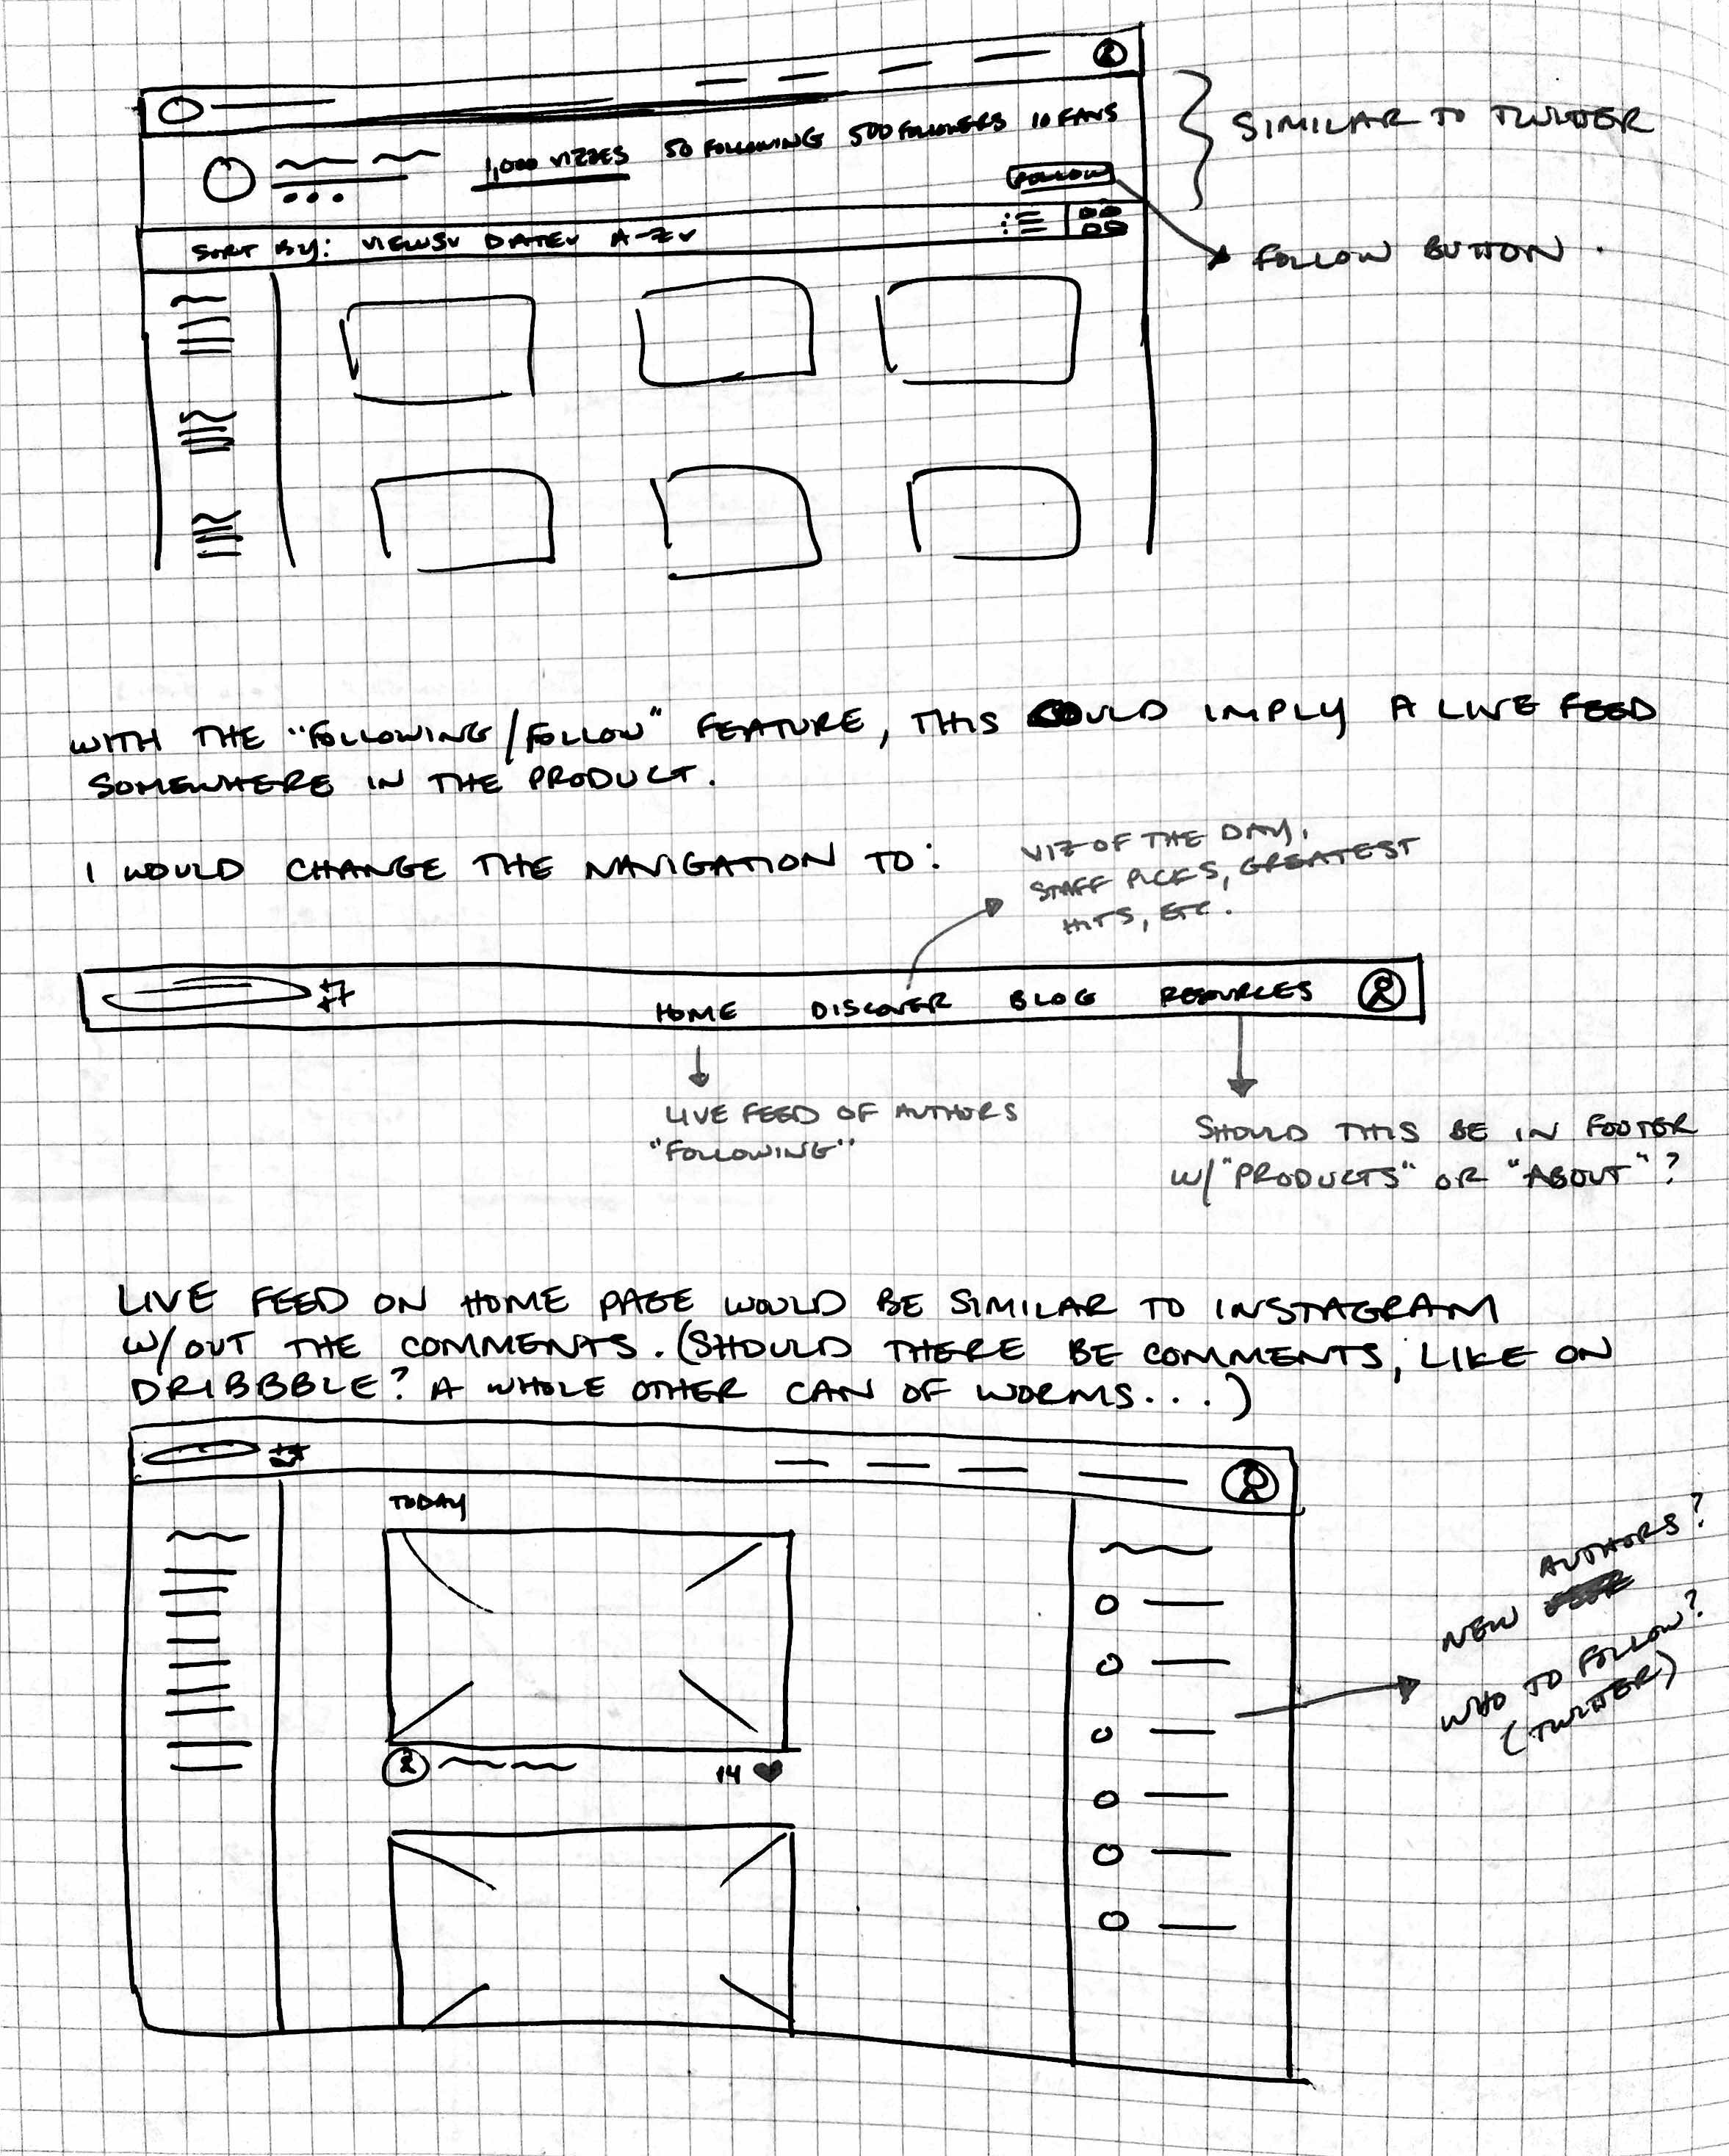 1,000 VIZZES 50 FOLLOWING 500 FOLLOWERS 10 FANS
SIMILAR TO TWITTER
FOLLOW
SORT BY: VIEWS DATE A-Z
FOLLOW BUTTON.
WITH THE "FOLLOWING/FOLLOW" FEATURE, THIS COULD IMPLY A LIVE FEED
SOMEWHERE IN THE PRODUCT.
I WOULD CHANGE THE NAVIGATION TO:
VIZ OF THE DAY,
STAFF PICKS, GREATEST
HITS, ETC.
HOME DISCOVER BLOG RESOURCES
LIVE FEED OF AUTHORS
"FOLLOWING"
SHOULD THIS BE IN FOOTER
W/ "PRODUCTS" OR "ABOUT"?
LIVE FEED ON HOME PAGE WOULD BE SIMILAR TO INSTAGRAM
W/OUT THE COMMENTS. (SHOULD THERE BE COMMENTS, LIKE ON
DRIBBBLE? A WHOLE OTHER CAN OF WORMS...)
TODAY
14
AUTHORS?
NEW
WHO TO FOLLOW?
(TWITTER)